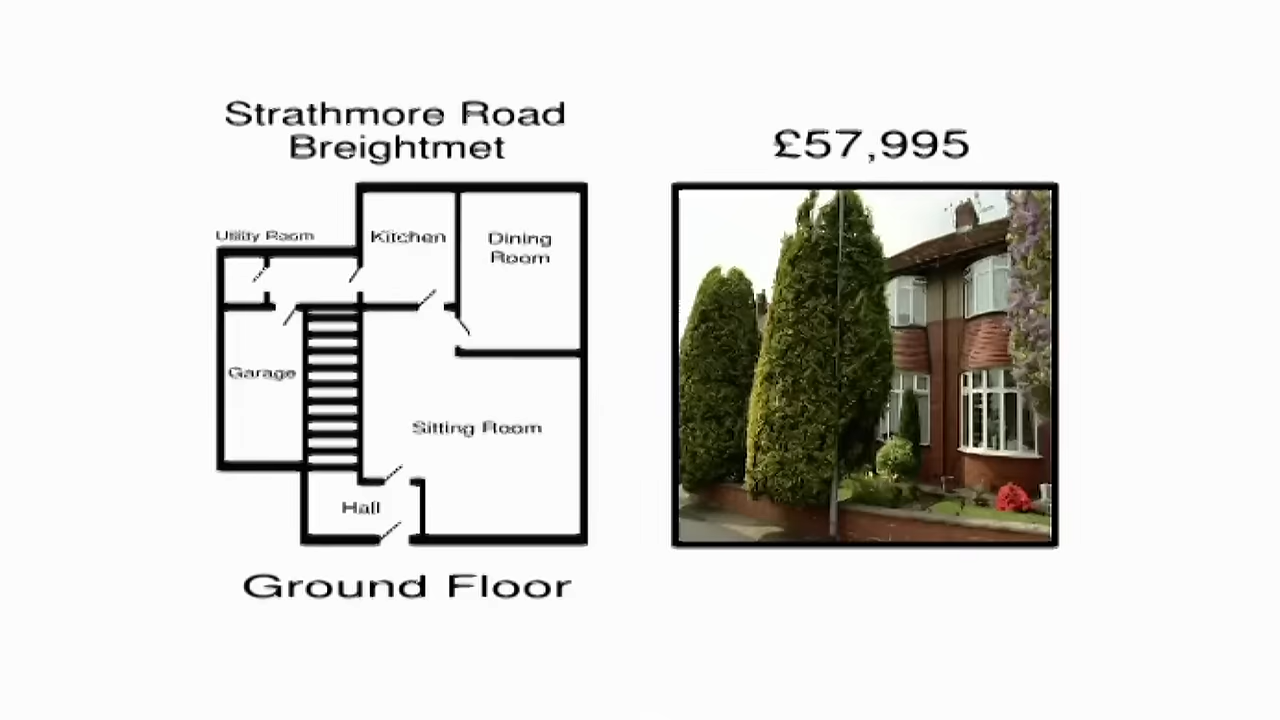 Strathmore Road
Breightmet
£57,995
Utility Room
Kitchen
Dining
Room
Garage
Sitting Room
Hall
Ground Floor